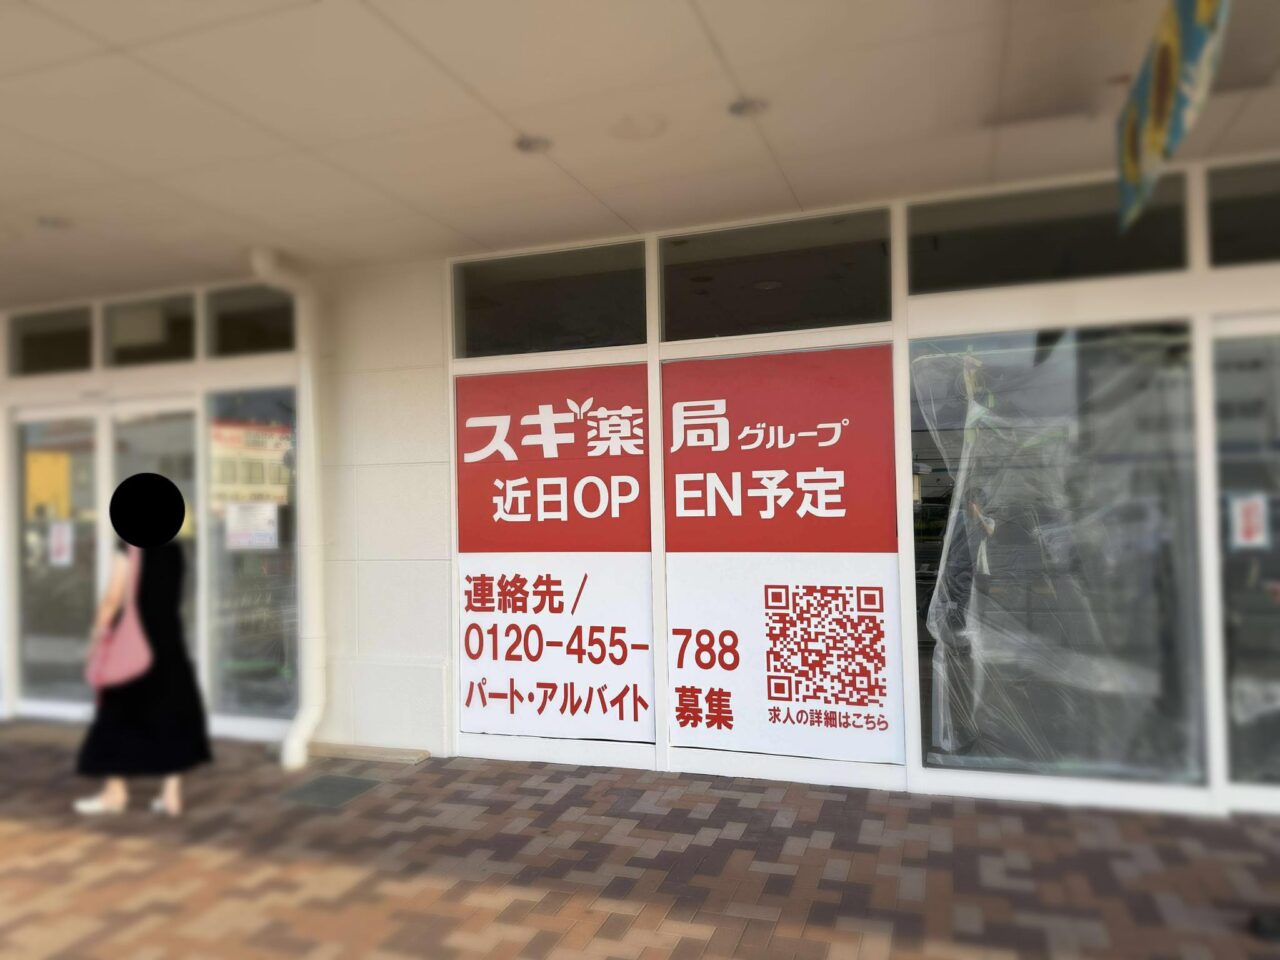 スギ薬局グループ
近日OPEN予定
連絡先/
0120-455-788
パート・アルバイト募集
求人の詳細はこちら